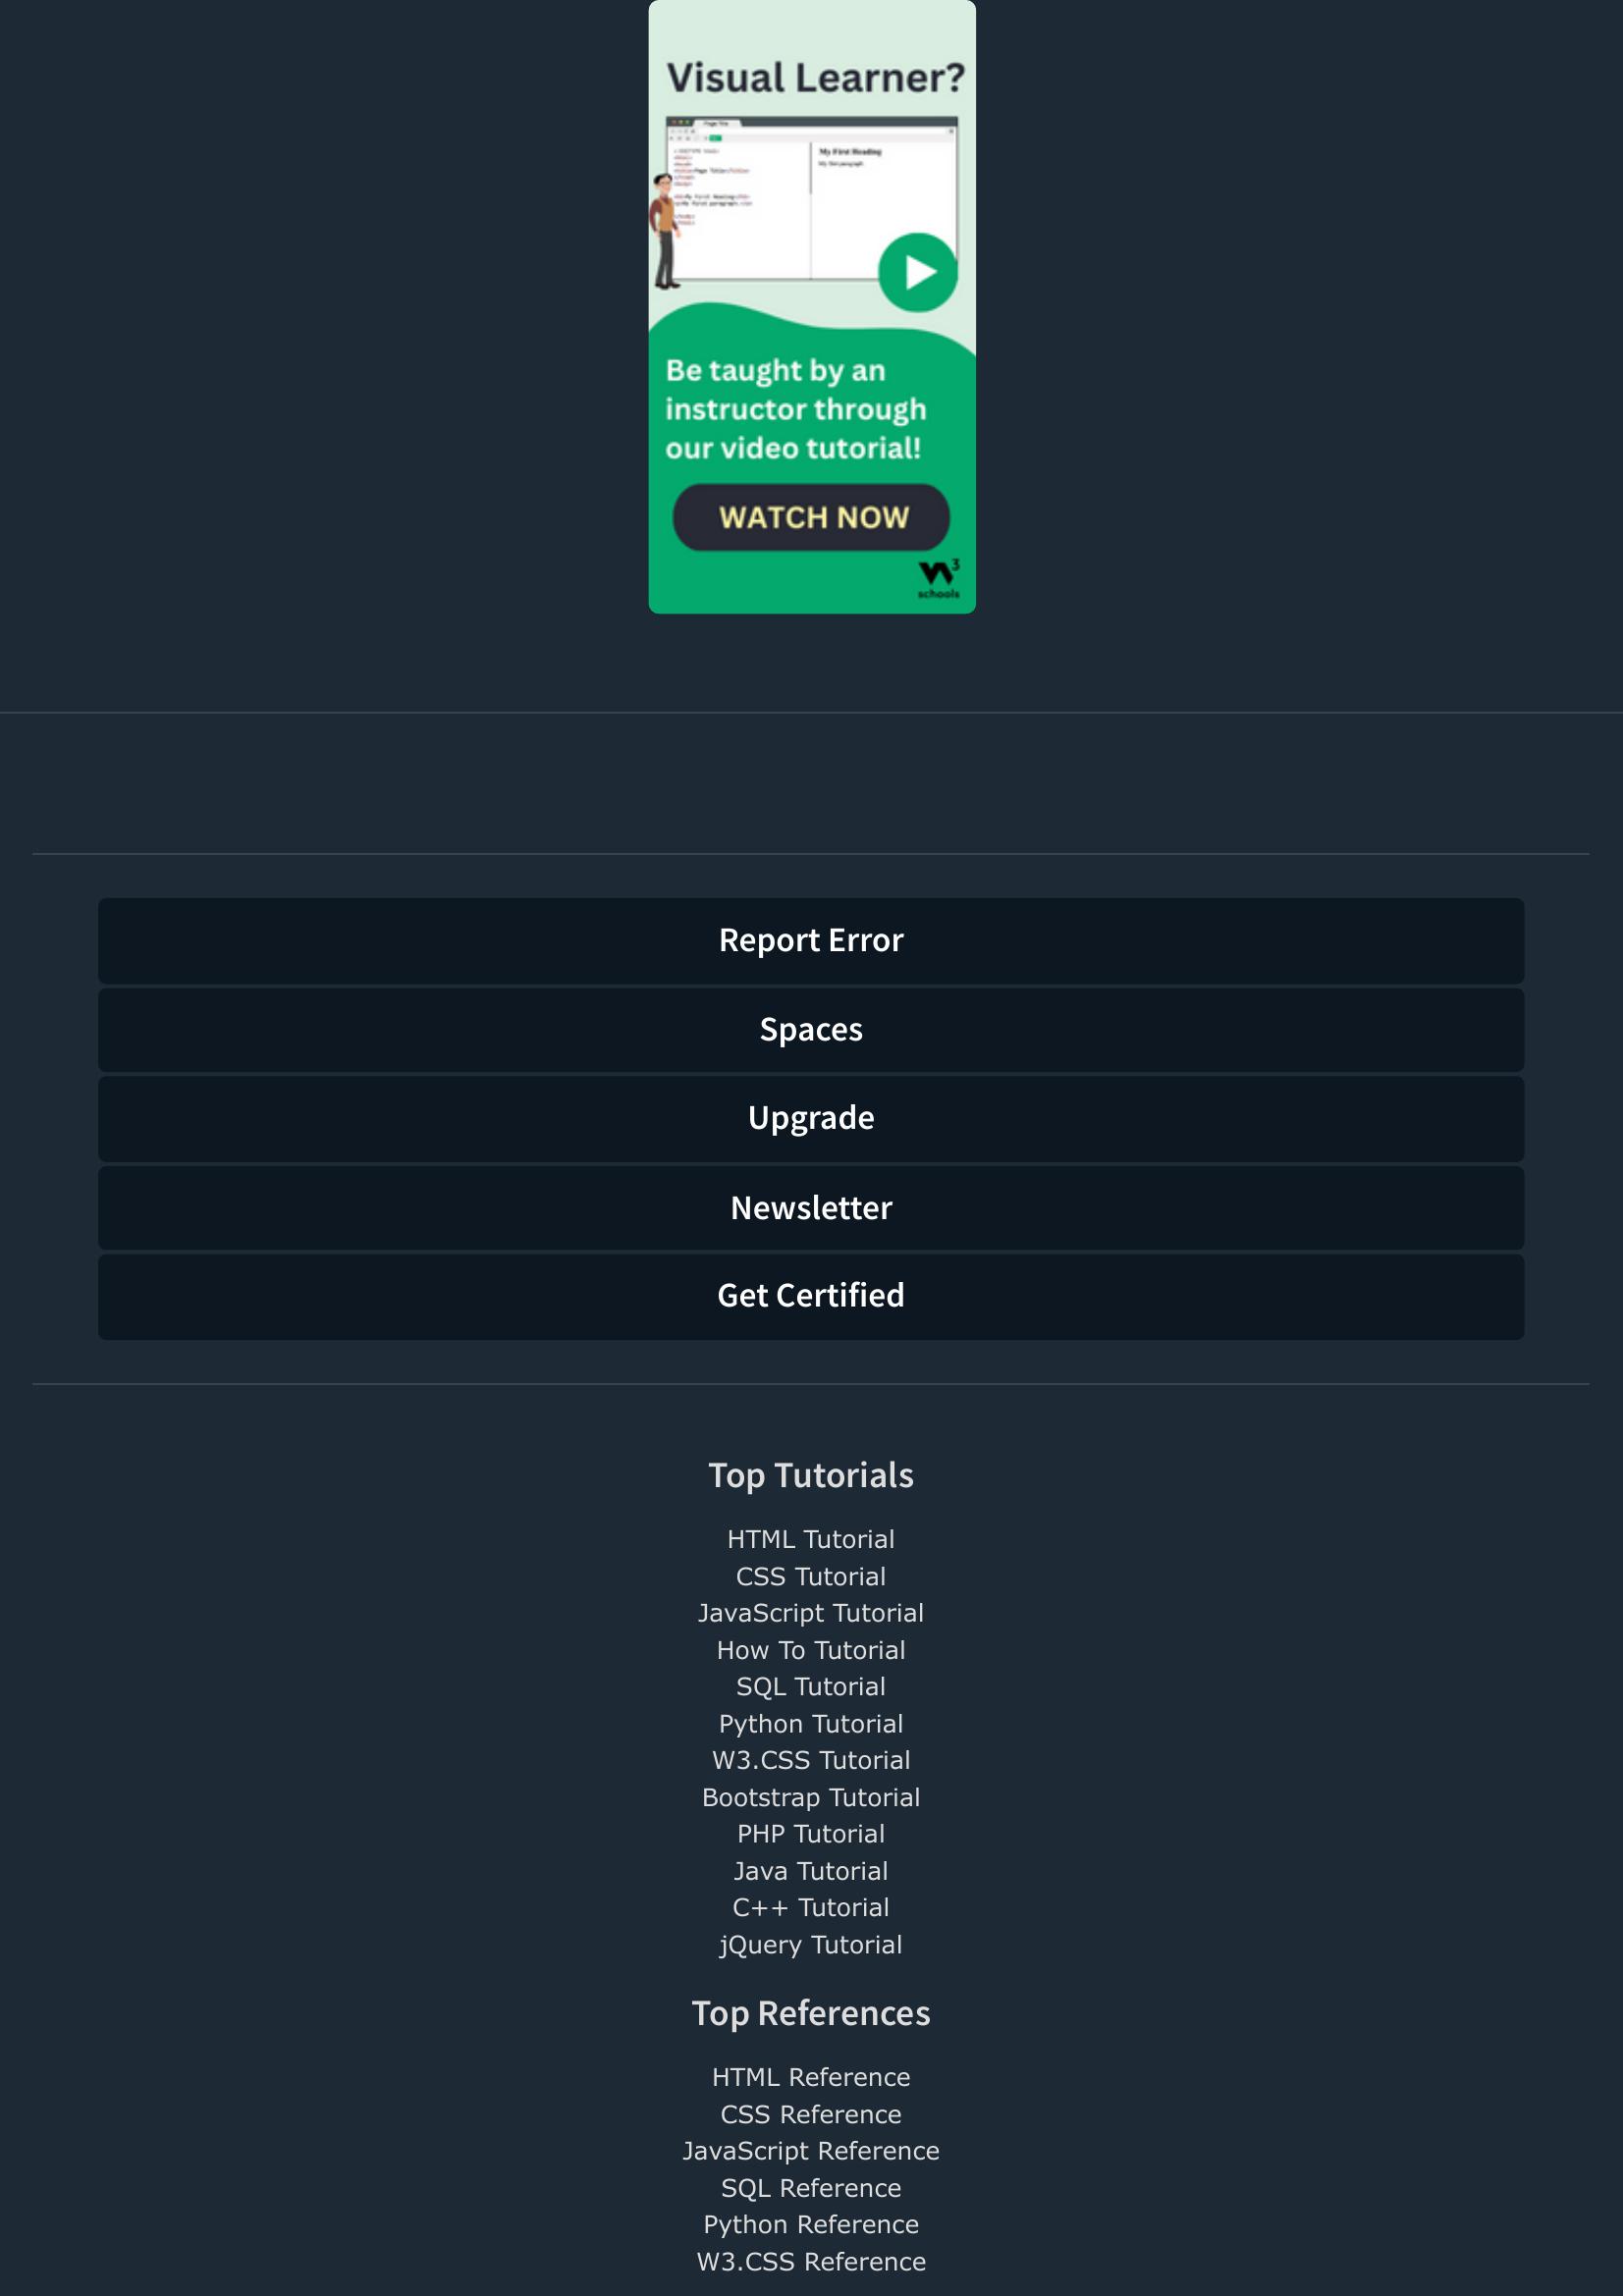 Visual Learner?
My First Heading
Be taught by an
instructor through
our video tutorial!
WATCH NOW
W3
schools
Report Error
Spaces
Upgrade
Newsletter
Get Certified
Top Tutorials
HTML Tutorial
CSS Tutorial
JavaScript Tutorial
How To Tutorial
SQL Tutorial
Python Tutorial
W3.CSS Tutorial
Bootstrap Tutorial
PHP Tutorial
Java Tutorial
C++ Tutorial
jQuery Tutorial
Top References
HTML Reference
CSS Reference
JavaScript Reference
SQL Reference
Python Reference
W3.CSS Reference